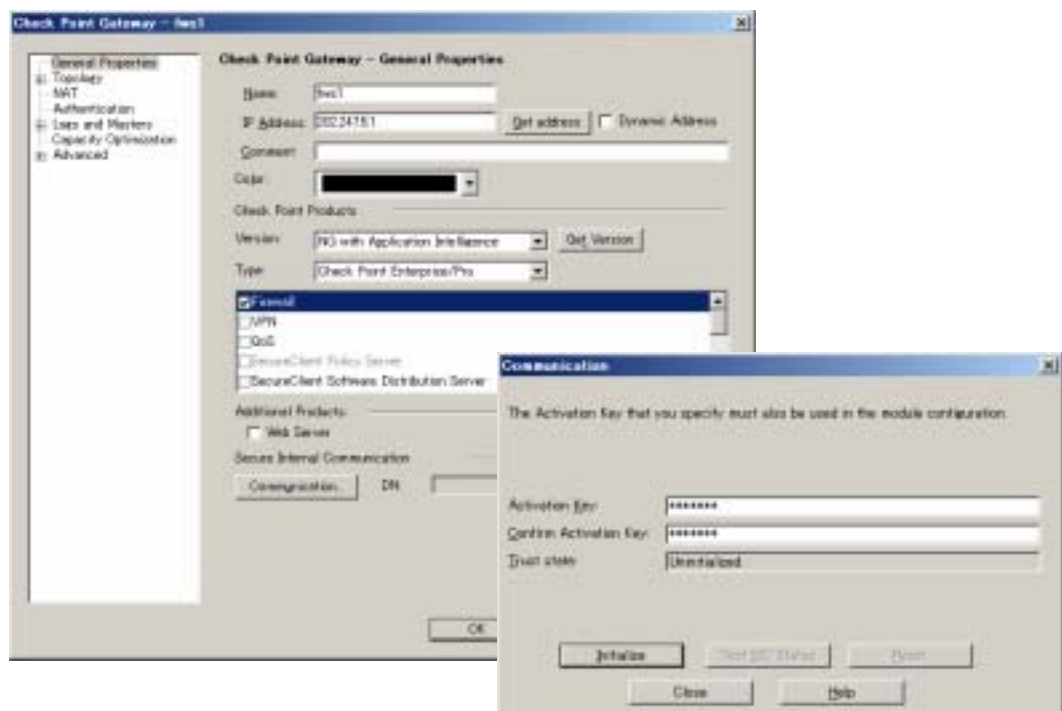 Check Point Gateway - fws1
General Properties
Topology
NAT
Authentication
Logs and Masters
Capacity Optimization
Advanced
Check Point Gateway - General Properties
Name: fws1
IP Address: Get address Dynamic Address
Comment:
Color:
Check Point Products
Version: NG with Application Intelligence Get Version
Type: Check Point Enterprise/Pro
Firewall
VPN
QoS
SecureClient Policy Server
SecureClient Software Distribution Server
Additional Products:
Web Server
Secure Internal Communication
Communication... DN:
OK
Communication
The Activation Key that you specify must also be used in the module configuration.
Activation Key: *******
Confirm Activation Key: *******
Trust state: Uninitialized
Initialize Test SIC Status Reset
Close Help